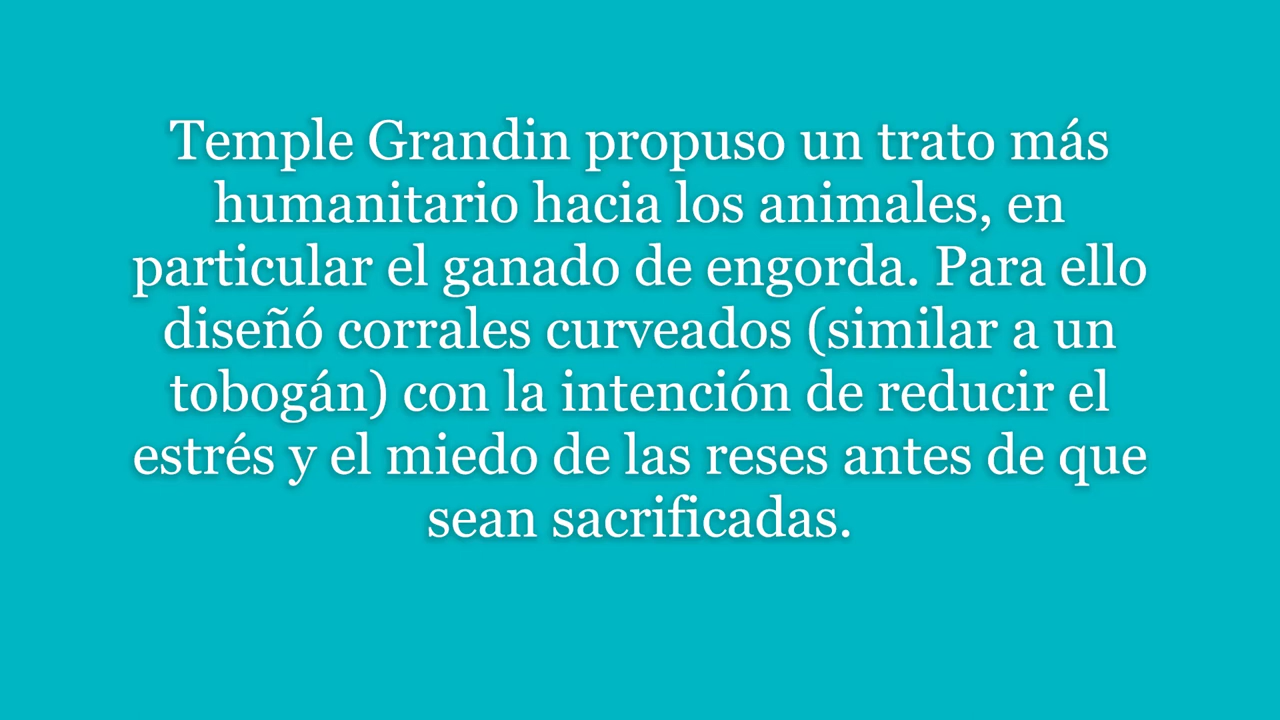 Temple Grandin propuso un trato más
humanitario hacia los animales, en
particular el ganado de engorda. Para ello
diseñó corrales curveados (similar a un
tobogán) con la intención de reducir el
estrés y el miedo de las reses antes de que
sean sacrificadas.